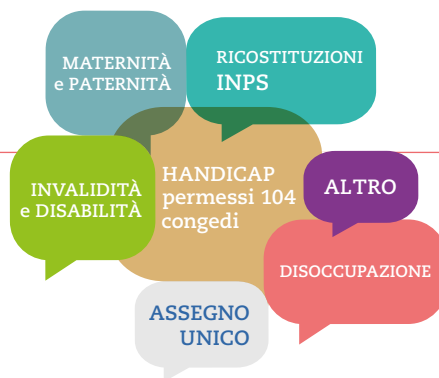 MATERNITÀ
e PATERNITÀ
RICOSTITUZIONI
INPS
INVALIDITÀ
e DISABILITÀ
HANDICAP
permessi 104
congedi
ALTRO
DISOCCUPAZIONE
ASSEGNO
UNICO